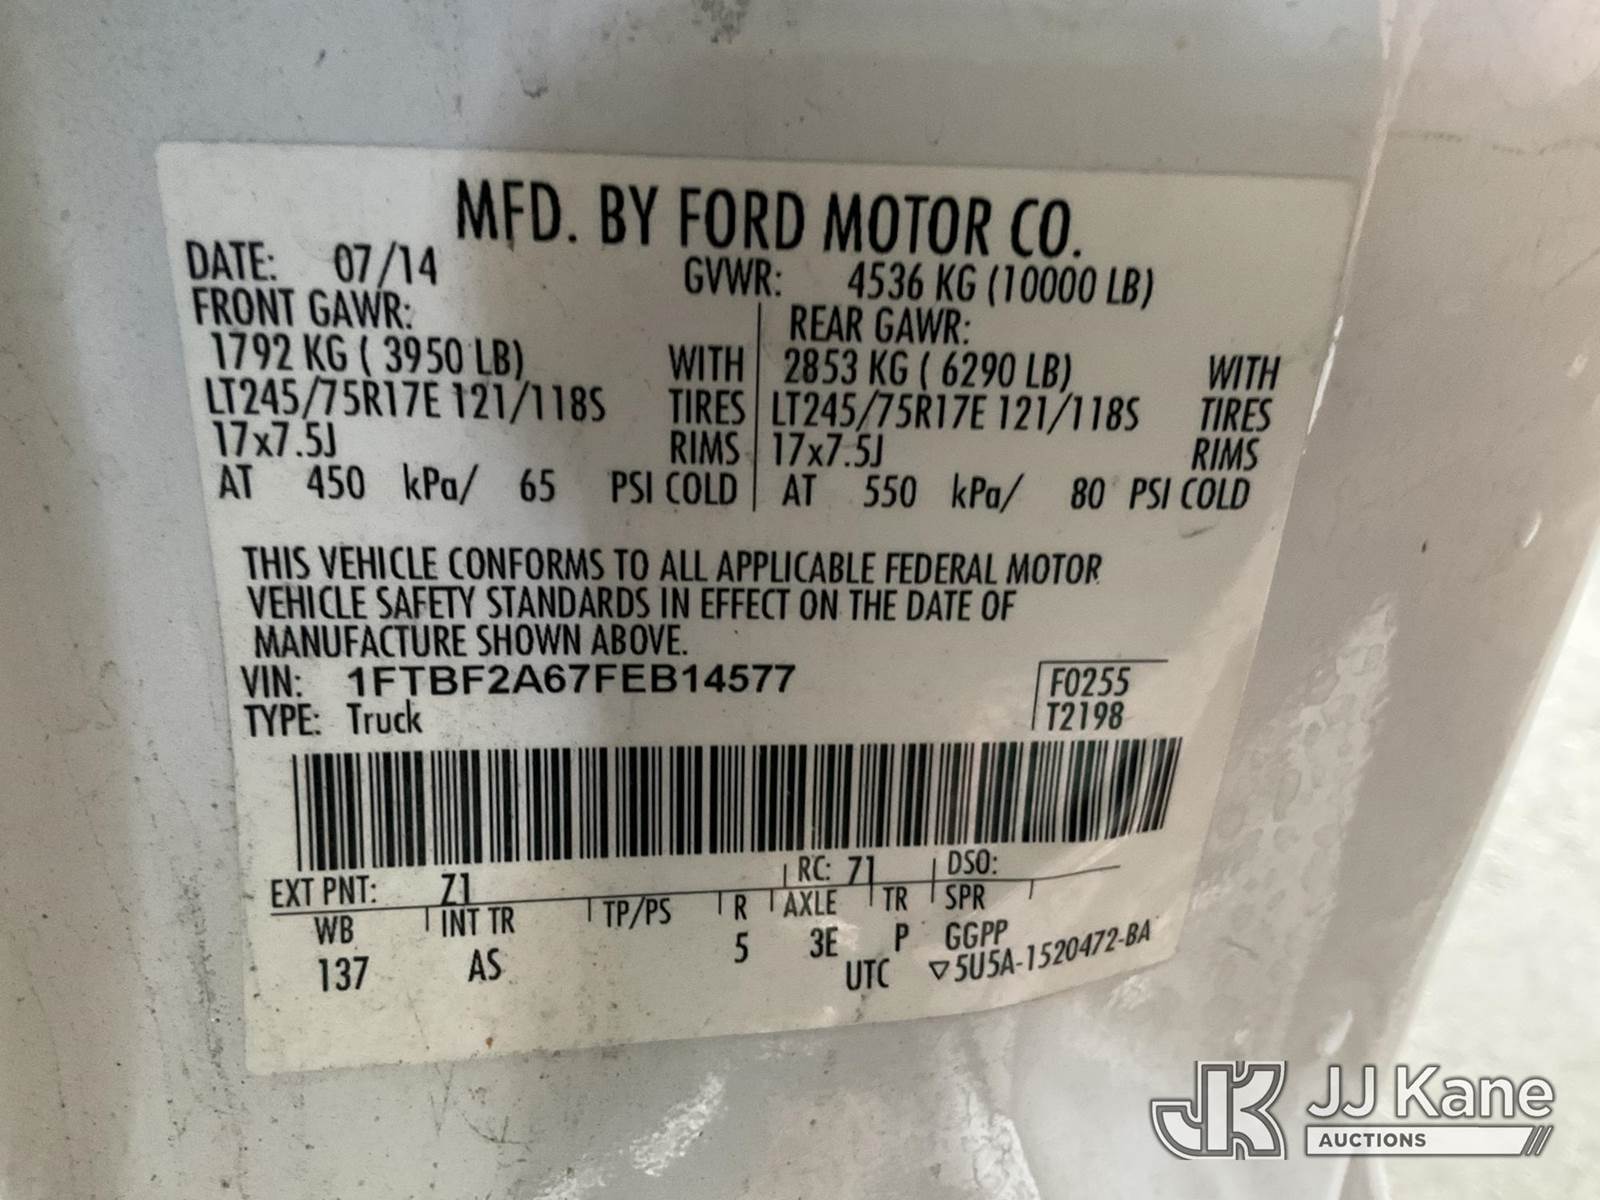 MFD. BY FORD MOTOR CO.
DATE: 07/14 GVWR: 4536 KG (10000 LB)
FRONT GAWR: REAR GAWR:
1792 KG ( 3950 LB) WITH 2853 KG ( 6290 LB) WITH
LT245/75R17E 121/118S TIRES LT245/75R17E 121/118S TIRES
17x7.5J RIMS 17x7.5J RIMS
AT 450 kPa/ 65 PSI COLD AT 550 kPa/ 80 PSI COLD
THIS VEHICLE CONFORMS TO ALL APPLICABLE FEDERAL MOTOR
VEHICLE SAFETY STANDARDS IN EFFECT ON THE DATE OF
MANUFACTURE SHOWN ABOVE.
VIN: 1FTBF2A67FEB14577 F0255
TYPE: Truck T2198
EXT PNT: Z1 RC: 71 DSO:
WB INT TR TP/PS R AXLE TR SPR
137 AS 5 3E P GGPP
UTC ▽5U5A-1520472-BA
JK JJ Kane
AUCTIONS